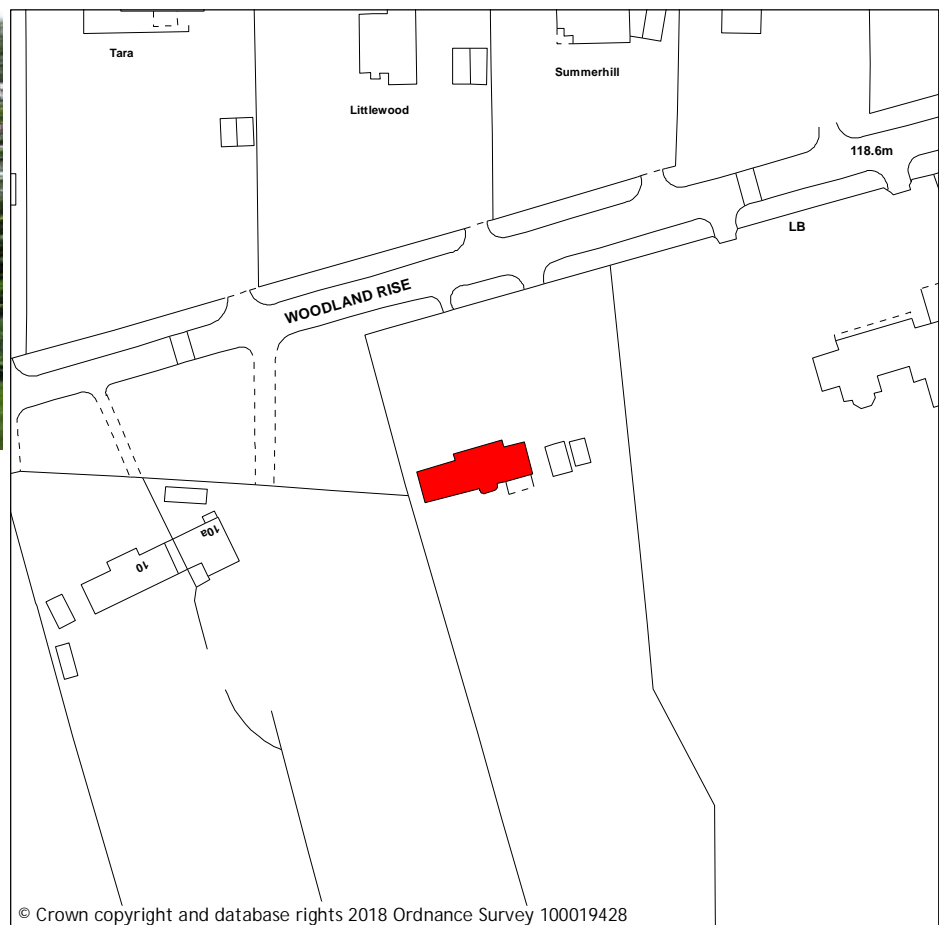 Tara
Littlewood
Summerhill
118.6m
LB
WOODLAND RISE
10a
10
© Crown copyright and database rights 2018 Ordnance Survey 100019428